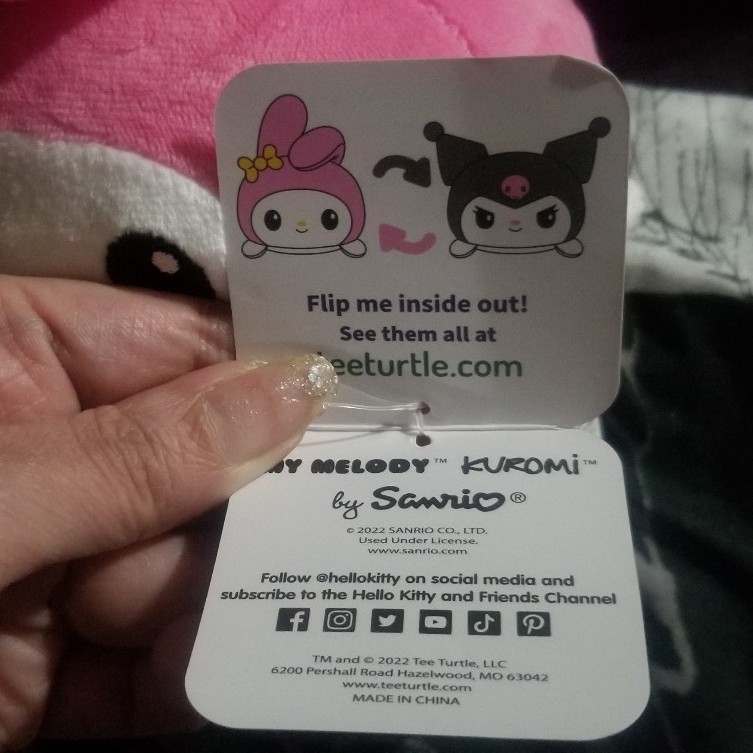 Flip me inside out!
See them all at
teeturtle.com
MY MELODY™ KUROMi™
by Sanrio®
© 2022 SANRIO CO., LTD.
Used Under License.
www.sanrio.com
Follow @hellokitty on social media and
subscribe to the Hello Kitty and Friends Channel
TM and © 2022 Tee Turtle, LLC
6200 Pershall Road Hazelwood, MO 63042
www.teeturtle.com
MADE IN CHINA